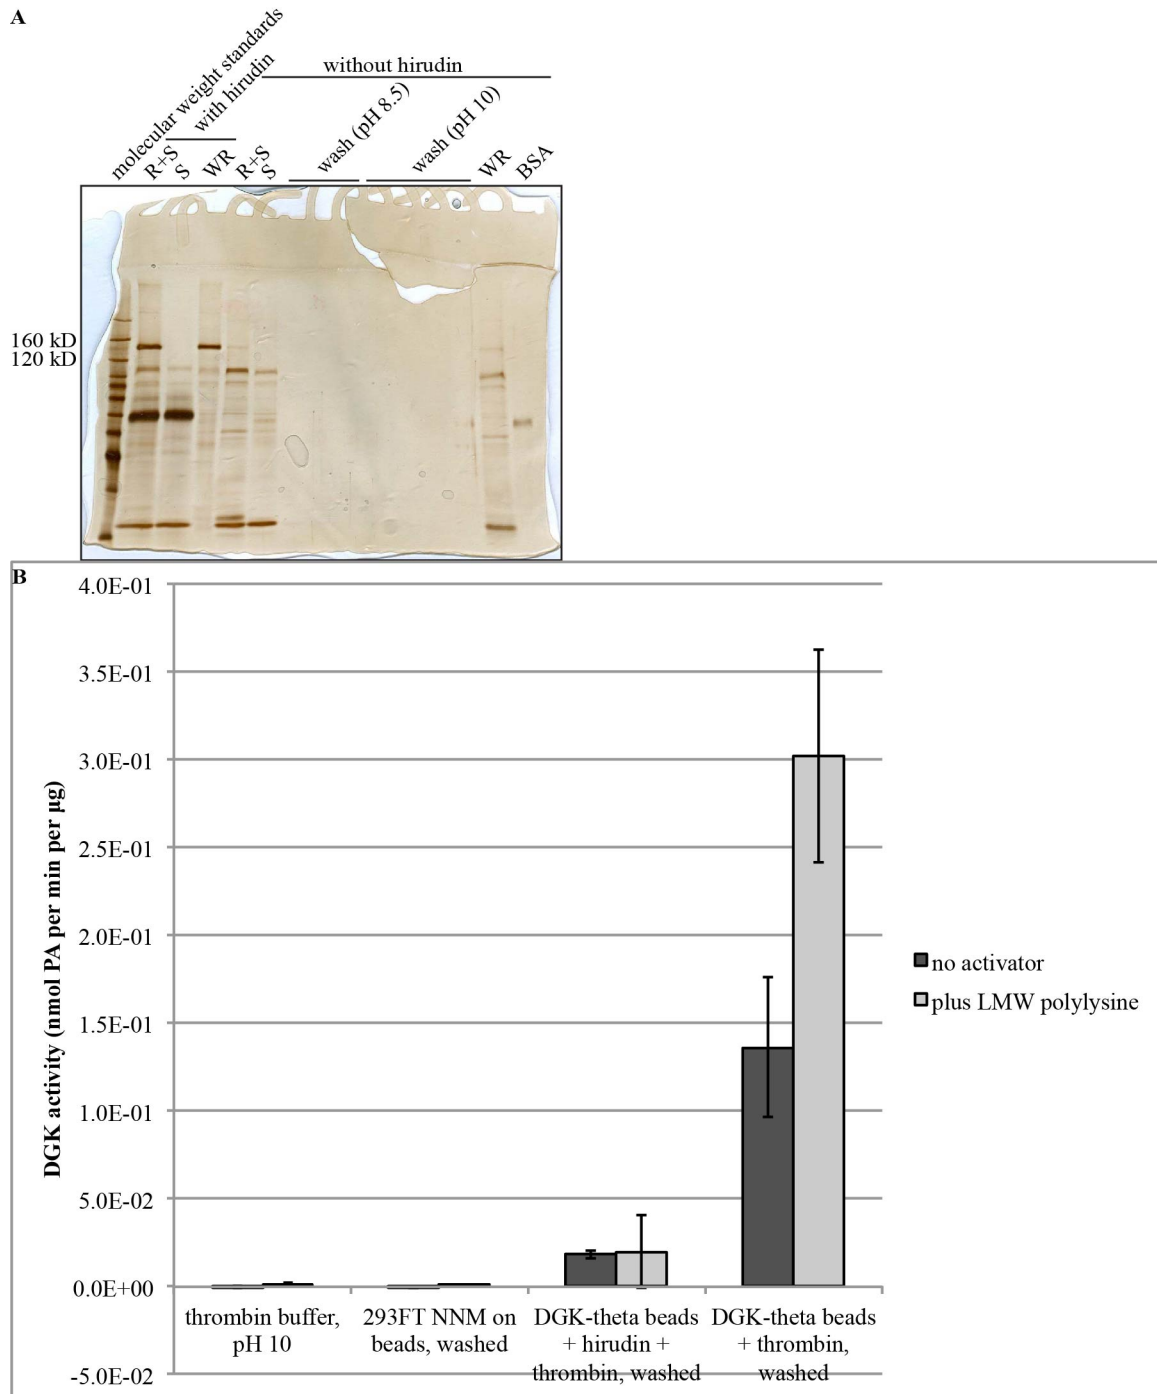 A
molecular weight standards
with hirudin
without hirudin
R+S
S
WR
R+S
S
wash (pH 8.5)
wash (pH 10)
WR
BSA
160 kD
120 kD
B
DGK activity (nmol PA per min per µg)
4.0E-01
3.5E-01
3.0E-01
2.5E-01
2.0E-01
1.5E-01
1.0E-01
5.0E-02
0.0E+00
-5.0E-02
no activator
plus LMW polylysine
thrombin buffer,
pH 10
293FT NNM on
beads, washed
DGK-theta beads
+ hirudin +
thrombin, washed
DGK-theta beads
+ thrombin,
washed